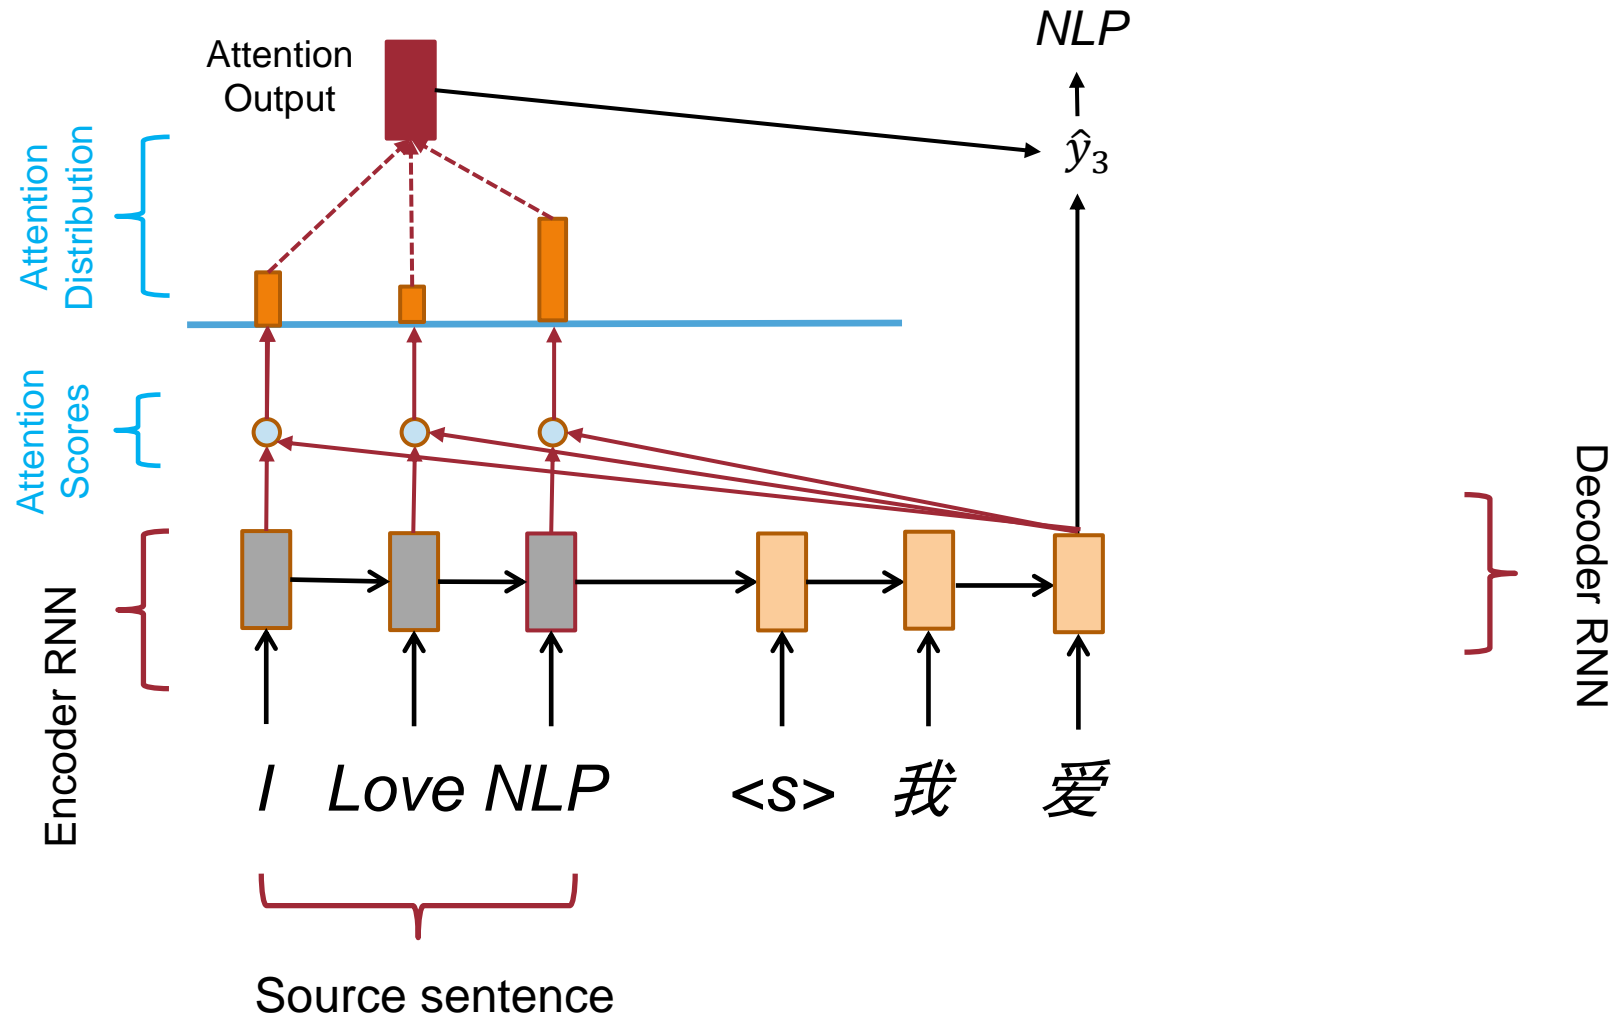 NLP
Attention
Output
ŷ₃
Attention
Distribution
Attention
Scores
Encoder RNN
Decoder RNN
I Love NLP <s> 我 爱
Source sentence